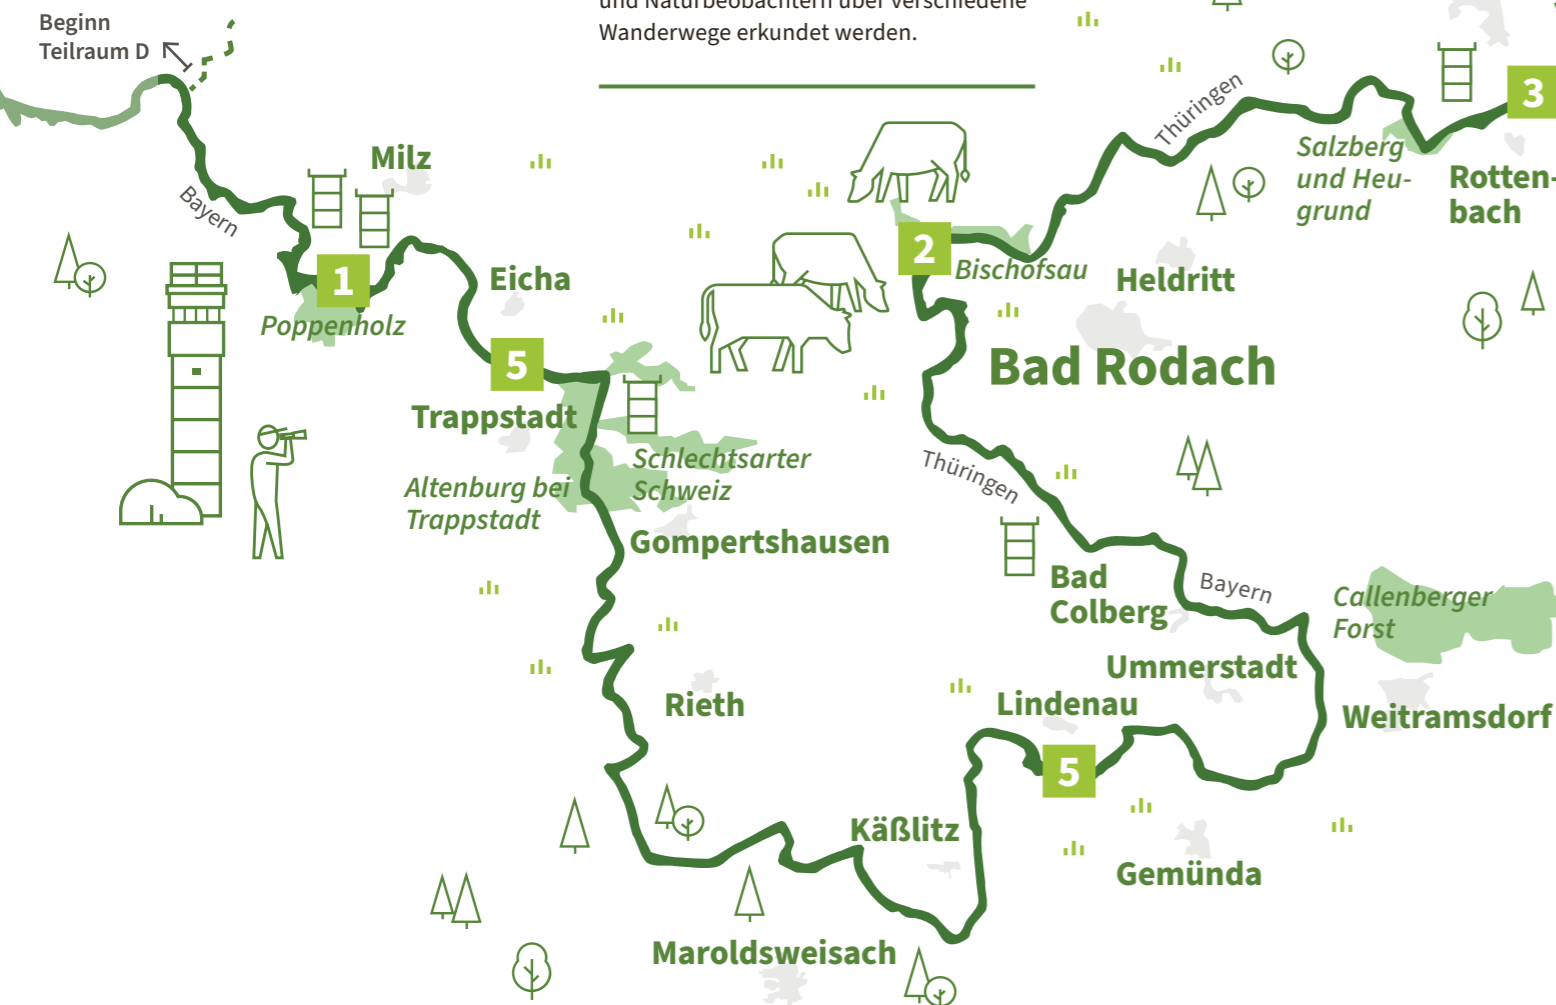 und Naturbeobachtern über verschiedene
Wanderwege erkundet werden.
Beginn
Teilraum D
Bayern
Milz
1
Poppenholz
Eicha
5
Trappstadt
Altenburg bei
Trappstadt
Schlechtsarter
Schweiz
Gompertshausen
Rieth
Maroldsweisach
Käßlitz
Lindenau
5
Gemünda
Ummerstadt
Weitramsdorf
Callenberger
Forst
Bayern
Bad
Colberg
Thüringen
Bad Rodach
Heldritt
2
Bischofsau
Thüringen
Salzberg
und Heu-
grund
3
Rotten-
bach